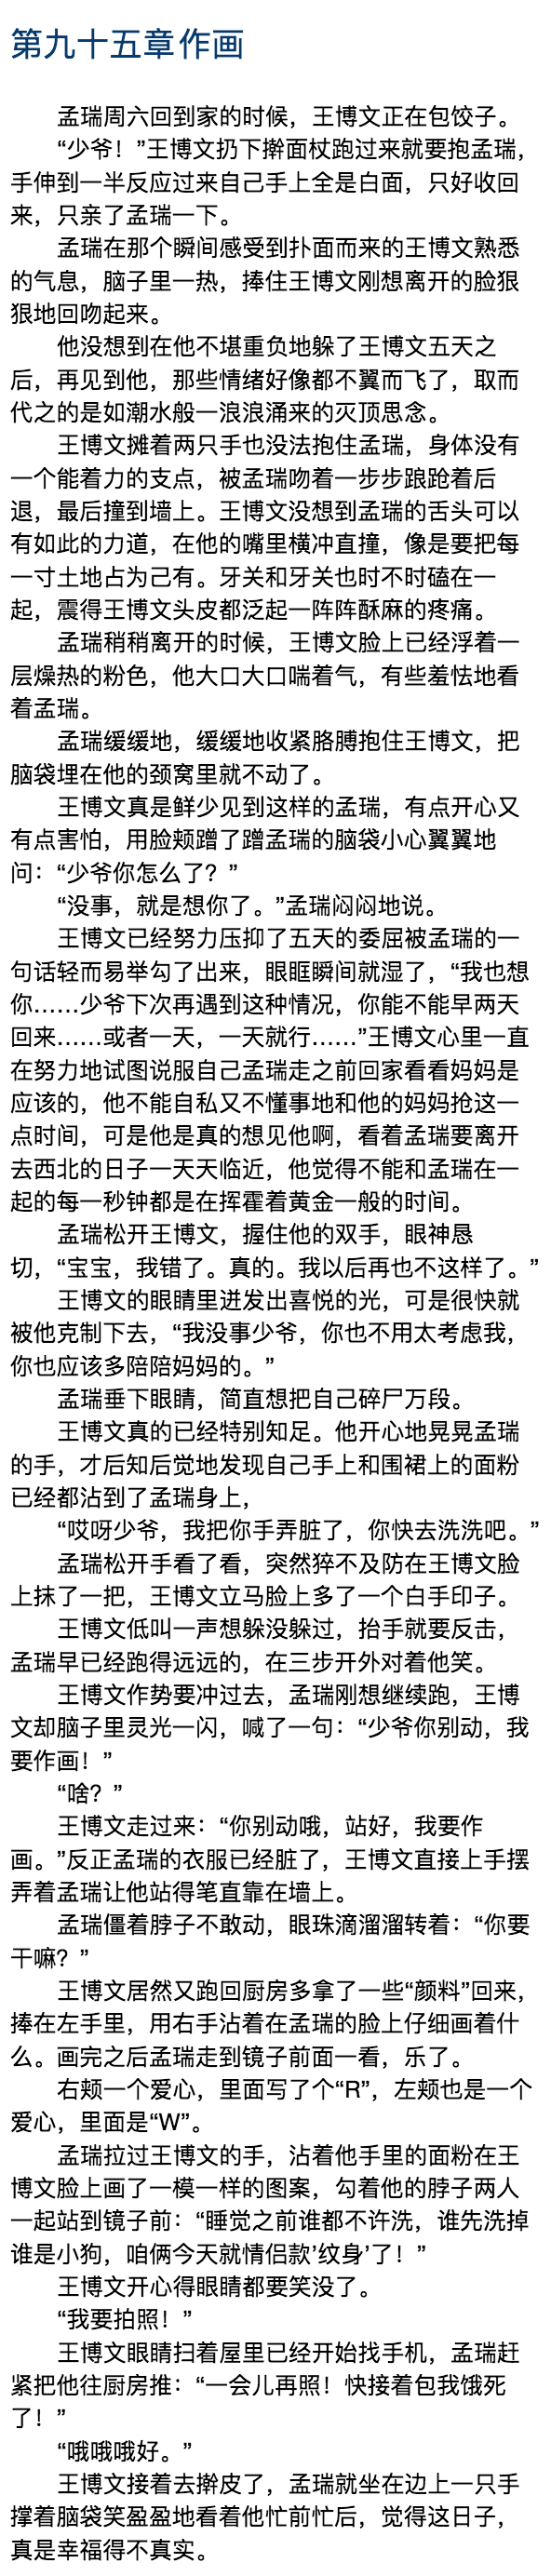 第九十五章 作画
孟瑞周六回到家的时候，王博文正在包饺子。
“少爷！”王博文扔下擀面杖跑过来就要抱孟瑞，
手伸到一半反应过来自己手上全是白面，只好收回
来，只亲了孟瑞一下。
孟瑞在那个瞬间感受到扑面而来的王博文熟悉
的气息，脑子里一热，捧住王博文刚想离开的脸狠
狠地回吻起来。
他没想到在他不堪重负地躲了王博文五天之
后，再见到他，那些情绪好像都不翼而飞了，取而
代之的是如潮水般一浪浪涌来的灭顶思念。
王博文摊着两只手也没法抱住孟瑞，身体没有
一个能着力的支点，被孟瑞吻着一步步踉跄着后
退，最后撞到墙上。王博文没想到孟瑞的舌头可以
有如此的力道，在他的嘴里横冲直撞，像是要把每
一寸土地占为己有。牙关和牙关也时不时磕在一
起，震得王博文头皮都泛起一阵阵酥麻的疼痛。
孟瑞稍稍离开的时候，王博文脸上已经浮着一
层燥热的粉色，他大口大口喘着气，有些羞怯地看
着孟瑞。
孟瑞缓缓地，缓缓地收紧胳膊抱住王博文，把
脑袋埋在他的颈窝里就不动了。
王博文真是鲜少见到这样的孟瑞，有点开心又
有点害怕，用脸颊蹭了蹭孟瑞的脑袋小心翼翼地
问：“少爷你怎么了？”
“没事，就是想你了。”孟瑞闷闷地说。
王博文已经努力压抑了五天的委屈被孟瑞的一
句话轻而易举勾了出来，眼眶瞬间就湿了，“我也想
你……少爷下次再遇到这种情况，你能不能早两天
回来……或者一天，一天就行……”王博文心里一直
在努力地试图说服自己孟瑞走之前回家看看妈妈是
应该的，他不能自私又不懂事地和他的妈妈抢这一
点时间，可是他是真的想见他啊，看着孟瑞要离开
去西北的日子一天天临近，他觉得不能和孟瑞在一
起的每一秒钟都是在挥霍着黄金一般的时间。
孟瑞松开王博文，握住他的双手，眼神恳
切，“宝宝，我错了。真的。我以后再也不这样了。”
王博文的眼睛里迸发出喜悦的光，可是很快就
被他克制下去，“我没事少爷，你也不用太考虑我，
你也应该多陪陪妈妈的。”
孟瑞垂下眼睛，简直想把自己碎尸万段。
王博文真的已经特别知足。他开心地晃晃孟瑞
的手，才后知后觉地发现自己手上和围裙上的面粉
已经都沾到了孟瑞身上，
“哎呀少爷，我把你手弄脏了，你快去洗洗吧。”
孟瑞松开手看了看，突然猝不及防在王博文脸
上抹了一把，王博文立马脸上多了一个白手印子。
王博文低叫一声想躲没躲过，抬手就要反击，
孟瑞早已经跑得远远的，在三步开外对着他笑。
王博文作势要冲过去，孟瑞刚想继续跑，王博
文却脑子里灵光一闪，喊了一句：“少爷你别动，我
要作画！”
“啥？”
王博文走过来：“你别动哦，站好，我要作
画。”反正孟瑞的衣服已经脏了，王博文直接上手摆
弄着孟瑞让他站得笔直靠在墙上。
孟瑞僵着脖子不敢动，眼珠滴溜溜转着：“你要
干嘛？”
王博文居然又跑回厨房多拿了一些“颜料”回来，
捧在左手里，用右手沾着在孟瑞的脸上仔细画着什
么。画完之后孟瑞走到镜子前面一看，乐了。
右颊一个爱心，里面写了个“R”，左颊也是一个
爱心，里面是“W”。
孟瑞拉过王博文的手，沾着他手里的面粉在王
博文脸上画了一模一样的图案，勾着他的脖子两人
一起站到镜子前：“睡觉之前谁都不许洗，谁先洗掉
谁是小狗，咱俩今天就情侣款’纹身’了！”
王博文开心得眼睛都要笑没了。
“我要拍照！”
王博文眼睛扫着屋里已经开始找手机，孟瑞赶
紧把他往厨房推：“一会儿再照！快接着包我饿死
了！”
“哦哦哦好。”
王博文接着去擀皮了，孟瑞就坐在边上一只手
撑着脑袋笑盈盈地看着他忙前忙后，觉得这日子，
真是幸福得不真实。